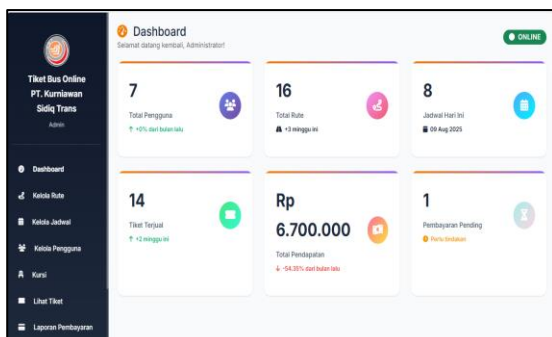 Tiket Bus Online
PT. Kurniawan
Sidiq Trans
Admin
Dashboard
Kelola Rute
Kelola Jadwal
Kelola Pengguna
Kursi
Lihat Tiket
Laporan Pembayaran
Dashboard
Selamat datang kembali, Administrator!
ONLINE
7
Total Pengguna
↑ +0% dari bulan lalu
16
Total Rute
+3 minggu ini
8
Jadwal Hari Ini
09 Aug 2025
14
Tiket Terjual
↑ +2 minggu ini
Rp
6.700.000
Total Pendapatan
↓ -54.35% dari bulan lalu
1
Pembayaran Pending
Perlu tindakan